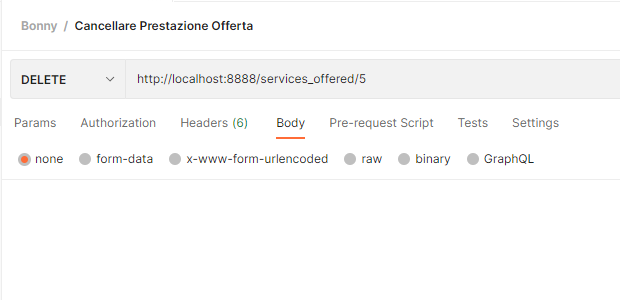 Bonny / Cancellare Prestazione Offerta
DELETE http://localhost:8888/services_offered/5
Params Authorization Headers (6) Body Pre-request Script Tests Settings
none form-data x-www-form-urlencoded raw binary GraphQL